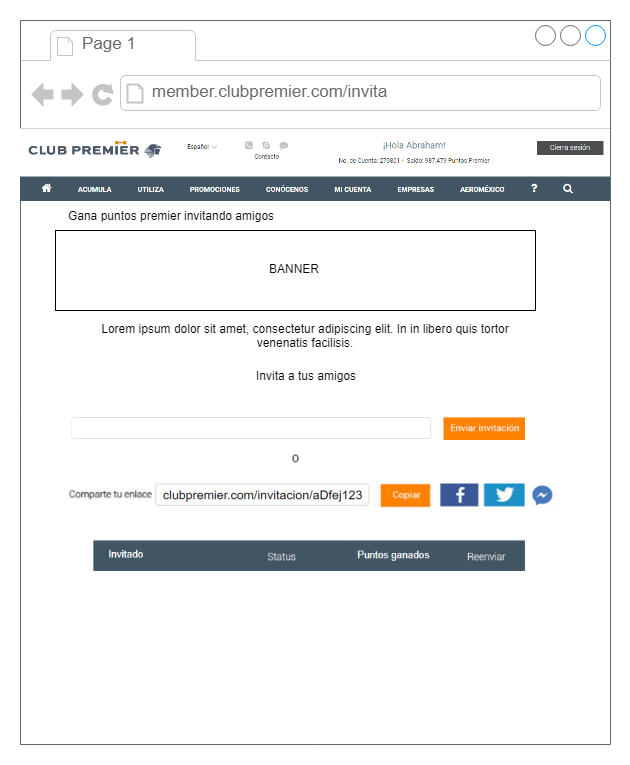 Page 1
member.clubpremier.com/invita
CLUB PREMIER
Español
Contacto
¡Hola Abraham!
No. de Cuenta: 270801 • Saldo: 987,479 Puntos Premier
Cierra sesión
ACUMULA UTILIZA PROMOCIONES CONÓCENOS MI CUENTA EMPRESAS AEROMÉXICO ?
Gana puntos premier invitando amigos
BANNER
Lorem ipsum dolor sit amet, consectetur adipiscing elit. In in libero quis tortor
venenatis facilisis.
Invita a tus amigos
Enviar invitación
O
Comparte tu enlace clubpremier.com/invitacion/aDfej123 Copiar
Invitado Status Puntos ganados Reenviar